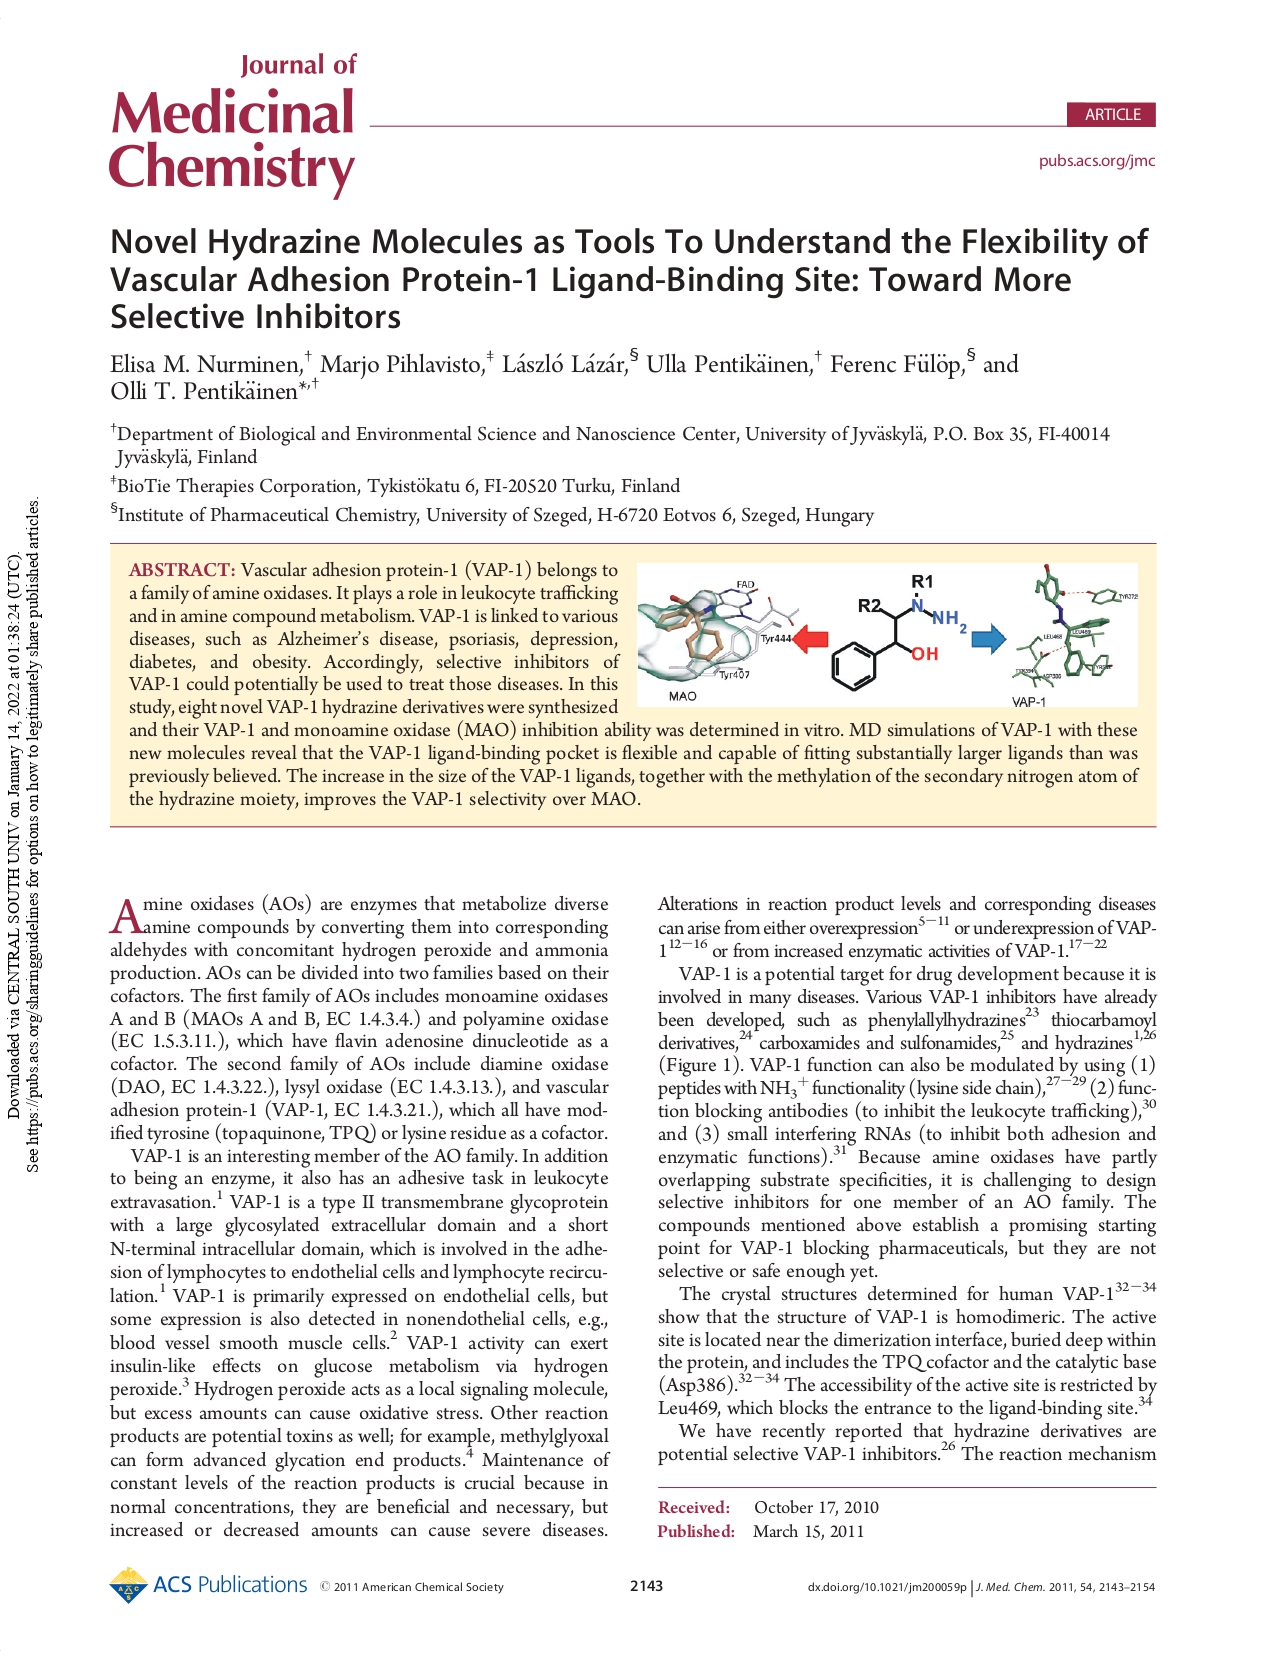 Journal of
Medicinal
Chemistry
ARTICLE
pubs.acs.org/jmc
Novel Hydrazine Molecules as Tools To Understand the Flexibility of
Vascular Adhesion Protein-1 Ligand-Binding Site: Toward More
Selective Inhibitors
Elisa M. Nurminen,† Marjo Pihlavisto,‡ László Lázár,§ Ulla Pentikäinen,† Ferenc Fülöp,§ and
Olli T. Pentikäinen*,†
†Department of Biological and Environmental Science and Nanoscience Center, University of Jyväskylä, P.O. Box 35, FI-40014
Jyväskylä, Finland
‡BioTie Therapies Corporation, Tykistökatu 6, FI-20520 Turku, Finland
§Institute of Pharmaceutical Chemistry, University of Szeged, H-6720 Eotvos 6, Szeged, Hungary
ABSTRACT: Vascular adhesion protein-1 (VAP-1) belongs to
a family of amine oxidases. It plays a role in leukocyte trafficking
and in amine compound metabolism. VAP-1 is linked to various
diseases, such as Alzheimer's disease, psoriasis, depression,
diabetes, and obesity. Accordingly, selective inhibitors of
VAP-1 could potentially be used to treat those diseases. In this
study, eight novel VAP-1 hydrazine derivatives were synthesized
and their VAP-1 and monoamine oxidase (MAO) inhibition ability was determined in vitro. MD simulations of VAP-1 with these
new molecules reveal that the VAP-1 ligand-binding pocket is flexible and capable of fitting substantially larger ligands than was
previously believed. The increase in the size of the VAP-1 ligands, together with the methylation of the secondary nitrogen atom of
the hydrazine moiety, improves the VAP-1 selectivity over MAO.
FAD
Tyr444
Tyr407
MAO
R1
R2
N
NH2
OH
LEU468
LEU469
ASP386
VAP-1
Amine oxidases (AOs) are enzymes that metabolize diverse
amine compounds by converting them into corresponding
aldehydes with concomitant hydrogen peroxide and ammonia
production. AOs can be divided into two families based on their
cofactors. The first family of AOs includes monoamine oxidases
A and B (MAOs A and B, EC 1.4.3.4.) and polyamine oxidase
(EC 1.5.3.11.), which have flavin adenosine dinucleotide as a
cofactor. The second family of AOs include diamine oxidase
(DAO, EC 1.4.3.22.), lysyl oxidase (EC 1.4.3.13.), and vascular
adhesion protein-1 (VAP-1, EC 1.4.3.21.), which all have mod-
ified tyrosine (topaquinone, TPQ) or lysine residue as a cofactor.
VAP-1 is an interesting member of the AO family. In addition
to being an enzyme, it also has an adhesive task in leukocyte
extravasation.1 VAP-1 is a type II transmembrane glycoprotein
with a large glycosylated extracellular domain and a short
N-terminal intracellular domain, which is involved in the adhe-
sion of lymphocytes to endothelial cells and lymphocyte recircu-
lation.1 VAP-1 is primarily expressed on endothelial cells, but
some expression is also detected in nonendothelial cells, e.g.,
blood vessel smooth muscle cells.2 VAP-1 activity can exert
insulin-like effects on glucose metabolism via hydrogen
peroxide.3 Hydrogen peroxide acts as a local signaling molecule,
but excess amounts can cause oxidative stress. Other reaction
products are potential toxins as well; for example, methylglyoxal
can form advanced glycation end products.4 Maintenance of
constant levels of the reaction products is crucial because in
normal concentrations, they are beneficial and necessary, but
increased or decreased amounts can cause severe diseases.
Alterations in reaction product levels and corresponding diseases
can arise from either overexpression5−11 or underexpression of VAP-
112−16 or from increased enzymatic activities of VAP-1.17−22
VAP-1 is a potential target for drug development because it is
involved in many diseases. Various VAP-1 inhibitors have already
been developed, such as phenylallylhydrazines23 thiocarbamoyl
derivatives,24 carboxamides and sulfonamides,25 and hydrazines1,26
(Figure 1). VAP-1 function can also be modulated by using (1)
peptides with NH3+ functionality (lysine side chain),27−29 (2) func-
tion blocking antibodies (to inhibit the leukocyte trafficking),30
and (3) small interfering RNAs (to inhibit both adhesion and
enzymatic functions).31 Because amine oxidases have partly
overlapping substrate specificities, it is challenging to design
selective inhibitors for one member of an AO family. The
compounds mentioned above establish a promising starting
point for VAP-1 blocking pharmaceuticals, but they are not
selective or safe enough yet.
The crystal structures determined for human VAP-132−34
show that the structure of VAP-1 is homodimeric. The active
site is located near the dimerization interface, buried deep within
the protein, and includes the TPQ cofactor and the catalytic base
(Asp386).32−34 The accessibility of the active site is restricted by
Leu469, which blocks the entrance to the ligand-binding site.34
We have recently reported that hydrazine derivatives are
potential selective VAP-1 inhibitors.26 The reaction mechanism
Received: October 17, 2010
Published: March 15, 2011
ACS Publications © 2011 American Chemical Society
2143
dx.doi.org/10.1021/jm200059p | J. Med. Chem. 2011, 54, 2143–2154
Downloaded via CENTRAL SOUTH UNIV on January 14, 2022 at 01:38:24 (UTC).
See https://pubs.acs.org/sharingguidelines for options on how to legitimately share published articles.